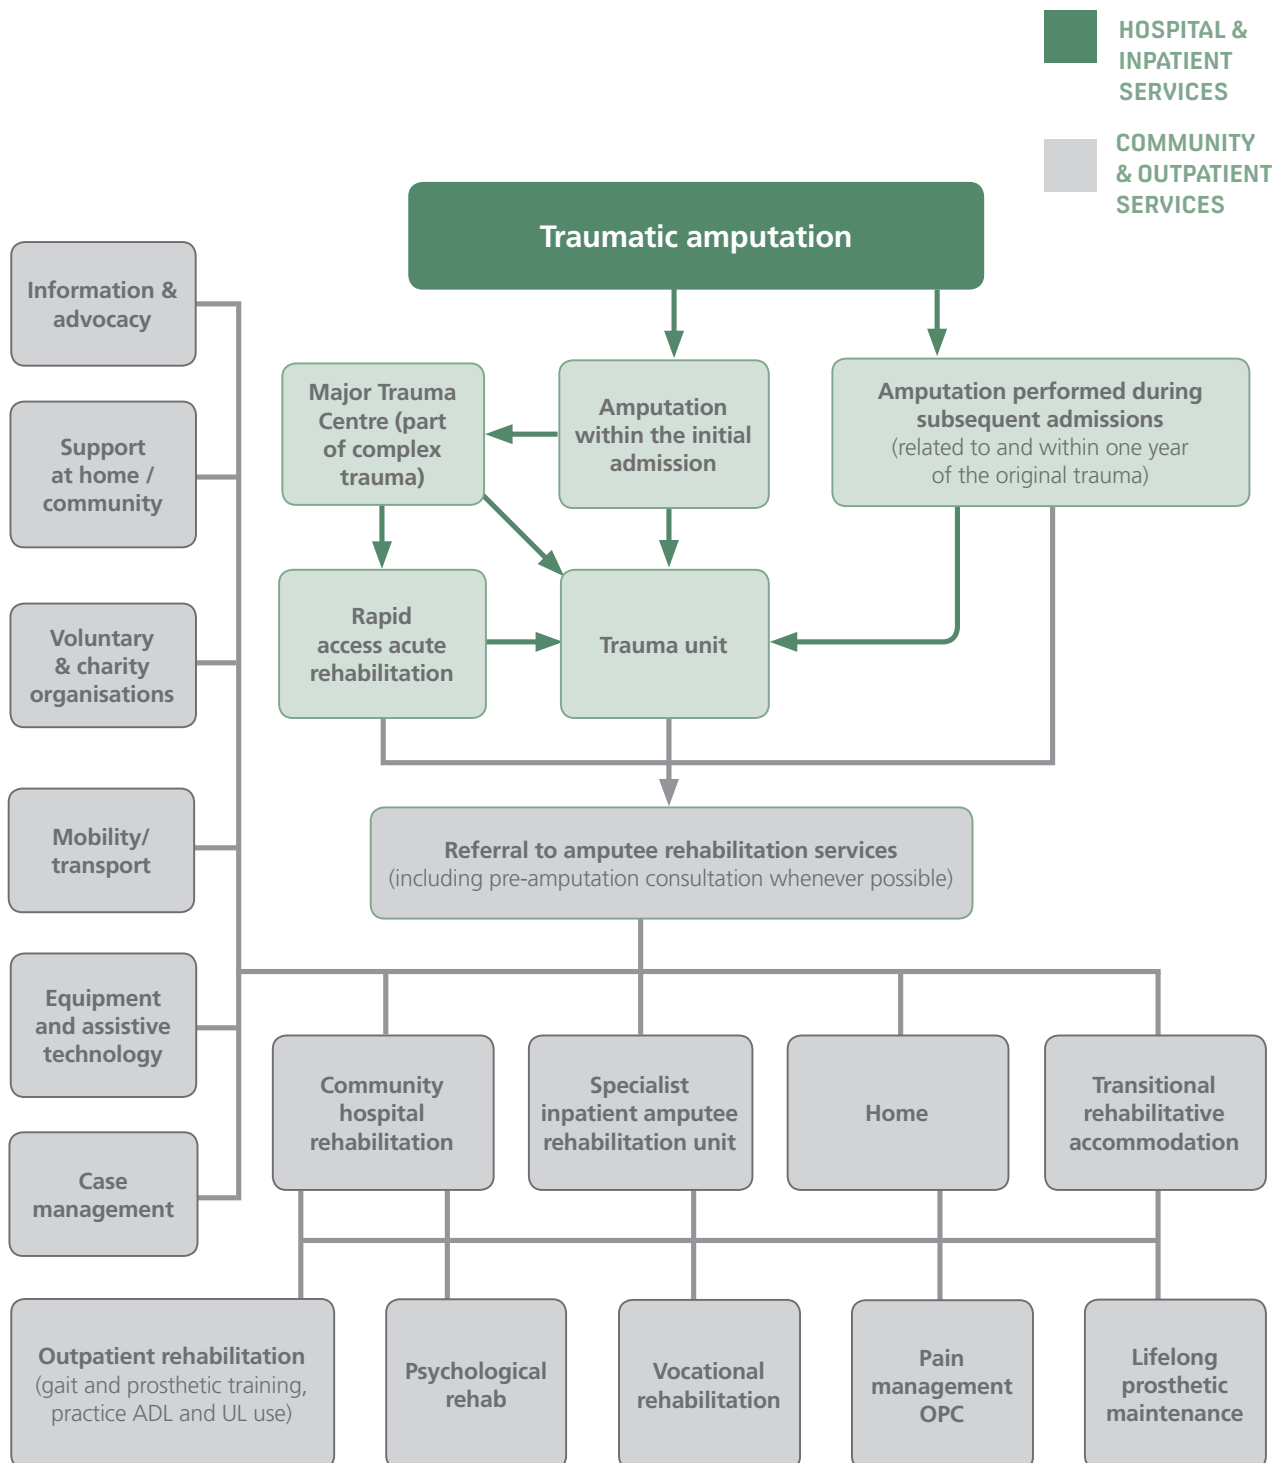 HOSPITAL &
INPATIENT
SERVICES
COMMUNITY
& OUTPATIENT
SERVICES
Traumatic amputation
Information &
advocacy
Support
at home /
community
Voluntary
& charity
organisations
Mobility/
transport
Equipment
and assistive
technology
Case
management
Major Trauma
Centre (part
of complex
trauma)
Amputation
within the initial
admission
Amputation performed during
subsequent admissions
(related to and within one year
of the original trauma)
Rapid
access acute
rehabilitation
Trauma unit
Referral to amputee rehabilitation services
(including pre-amputation consultation whenever possible)
Community
hospital
rehabilitation
Specialist
inpatient amputee
rehabilitation unit
Home
Transitional
rehabilitative
accommodation
Outpatient rehabilitation
(gait and prosthetic training,
practice ADL and UL use)
Psychological
rehab
Vocational
rehabilitation
Pain
management
OPC
Lifelong
prosthetic
maintenance